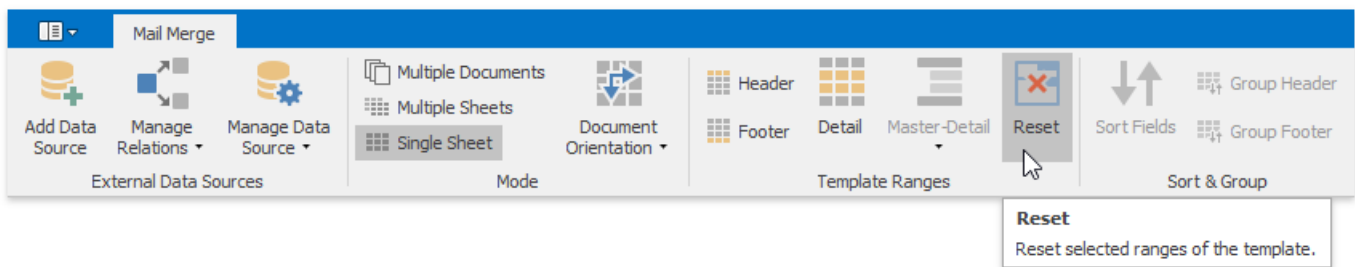 Mail Merge
Add Data
Source
Manage
Relations
Manage Data
Source
External Data Sources
Multiple Documents
Multiple Sheets
Single Sheet
Document
Orientation
Mode
Header
Footer
Detail
Master-Detail
Reset
Template Ranges
Sort Fields
Group Header
Group Footer
Sort & Group
Reset
Reset selected ranges of the template.